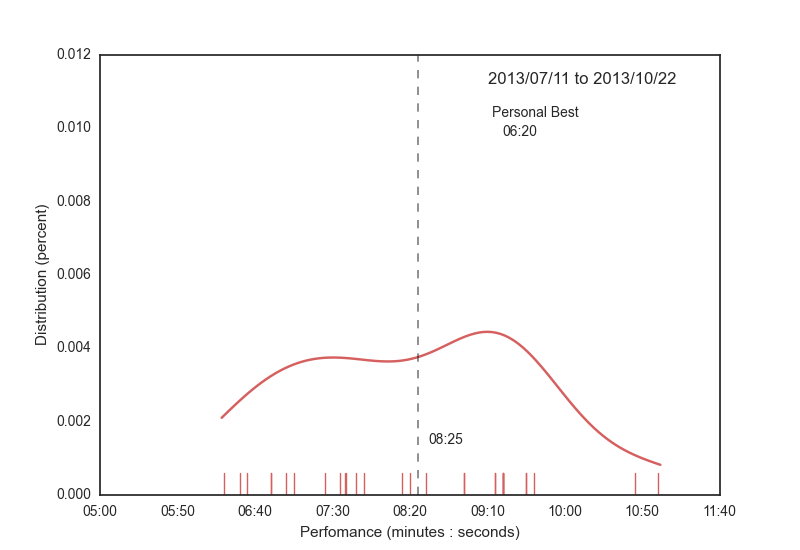 0.012
0.010
0.008
0.006
0.004
0.002
0.000
Distribution (percent)
2013/07/11 to 2013/10/22
Personal Best
06:20
08:25
05:00 05:50 06:40 07:30 08:20 09:10 10:00 10:50 11:40
Perfomance (minutes : seconds)